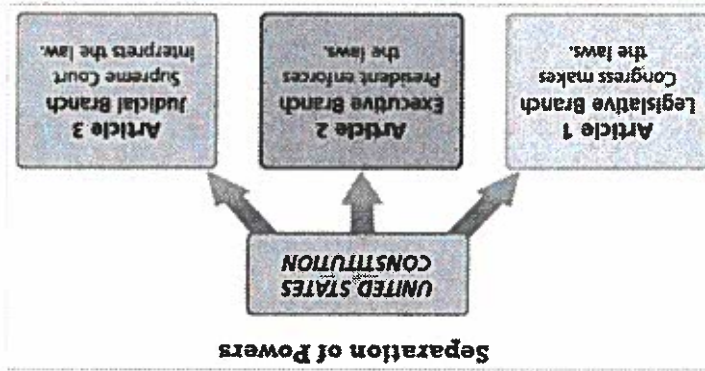 Separation of Powers
UNITED STATES
CONSTITUTION
Article 1
Legislative Branch
Congress makes
the laws.
Article 2
Executive Branch
President enforces
the laws.
Article 3
Judicial Branch
Supreme Court
interprets the law.